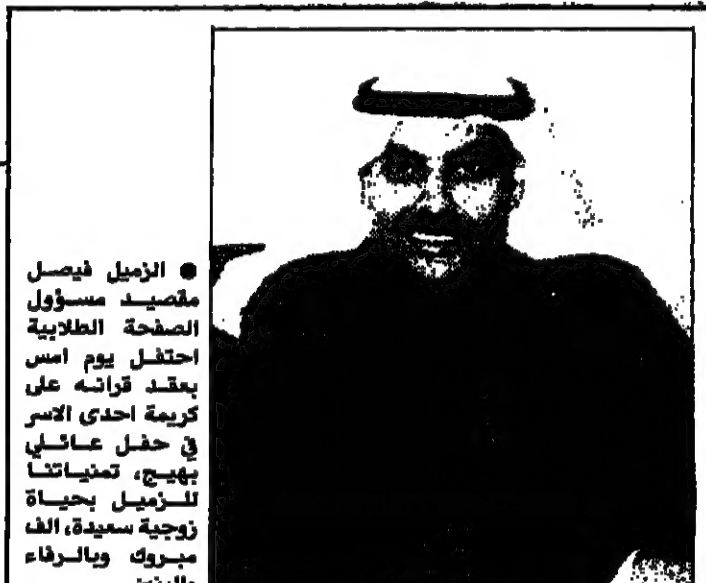 ● الزميل فيصل
مقصيد مسؤول
الصفحة الطلابية
احتفل يوم امس
بعقد قرانه على
كريمة احدى الاسر
في حفل عائلي
بهيج، تمنياتنا
للزميل بحياة
زوجية سعيدة، الف
مبروك وبالرفاء